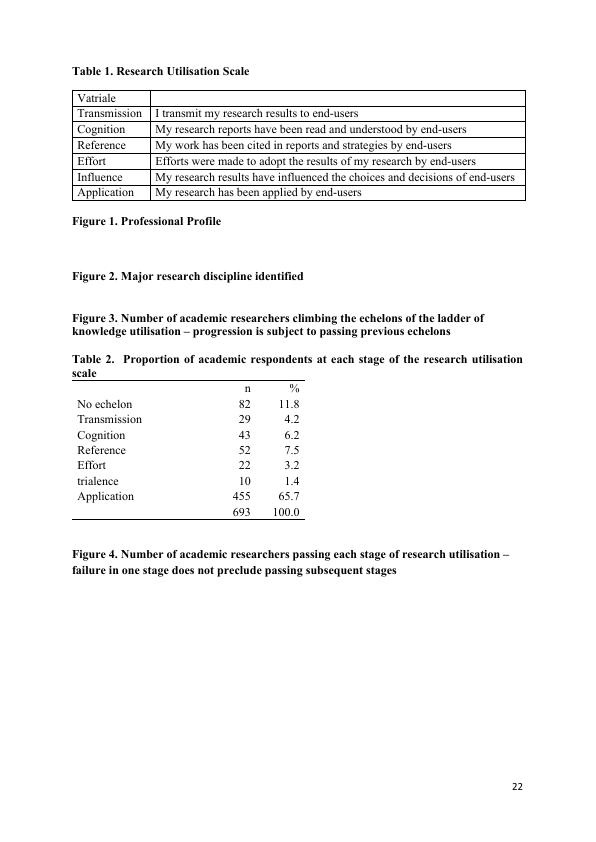 Table 1. Research Utilisation Scale
Vatriale
Transmission I transmit my research results to end-users
Cognition My research reports have been read and understood by end-users
Reference My work has been cited in reports and strategies by end-users
Effort Efforts were made to adopt the results of my research by end-users
Influence My research results have influenced the choices and decisions of end-users
Application My research has been applied by end-users
Figure 1. Professional Profile
Figure 2. Major research discipline identified
Figure 3. Number of academic researchers climbing the echelons of the ladder of
knowledge utilisation – progression is subject to passing previous echelons
Table 2. Proportion of academic respondents at each stage of the research utilisation
scale
n %
No echelon 82 11.8
Transmission 29 4.2
Cognition 43 6.2
Reference 52 7.5
Effort 22 3.2
trialence 10 1.4
Application 455 65.7
693 100.0
Figure 4. Number of academic researchers passing each stage of research utilisation –
failure in one stage does not preclude passing subsequent stages
22